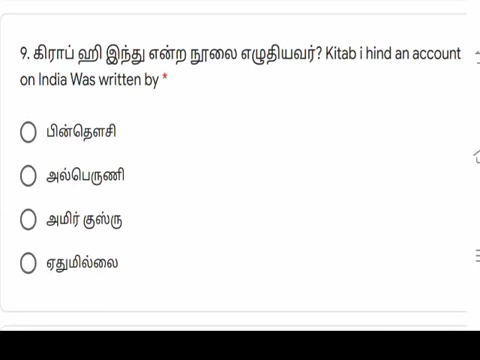 9. கிராப் ஹி இந்து என்ற நூலை எழுதியவர்? Kitab i hind an account
on India Was written by *
பின்தௌசி
அல்பெருணி
அமிர் குஸ்ரு
ஏதுமில்லை